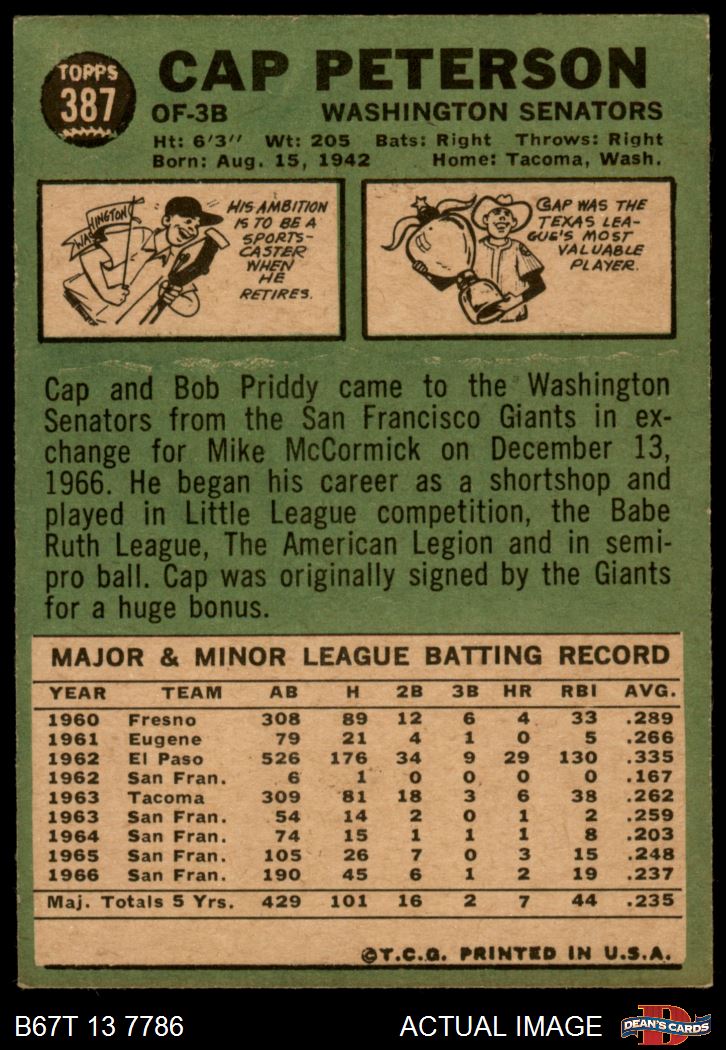 TOPPS
387
CAP PETERSON
OF-3B WASHINGTON SENATORS
Ht: 6'3" Wt: 205 Bats: Right Throws: Right
Born: Aug. 15, 1942 Home: Tacoma, Wash.
WASHINGTON
HIS AMBITION
IS TO BE A
SPORTS-
CASTER
WHEN
HE
RETIRES.
CAP WAS THE
TEXAS LEA-
GUE'S MOST
VALUABLE
PLAYER.
Cap and Bob Priddy came to the Washington
Senators from the San Francisco Giants in ex-
change for Mike McCormick on December 13,
1966. He began his career as a shortshop and
played in Little League competition, the Babe
Ruth League, The American Legion and in semi-
pro ball. Cap was originally signed by the Giants
for a huge bonus.
MAJOR & MINOR LEAGUE BATTING RECORD
YEAR TEAM AB H 2B 3B HR RBI AVG.
1960 Fresno 308 89 12 6 4 33 .289
1961 Eugene 79 21 4 1 0 5 .266
1962 El Paso 526 176 34 9 29 130 .335
1962 San Fran. 6 1 0 0 0 0 .167
1963 Tacoma 309 81 18 3 6 38 .262
1963 San Fran. 54 14 2 0 1 2 .259
1964 San Fran. 74 15 1 1 1 8 .203
1965 San Fran. 105 26 7 0 3 15 .248
1966 San Fran. 190 45 6 1 2 19 .237
Maj. Totals 5 Yrs. 429 101 16 2 7 44 .235
©T.C.G. PRINTED IN U.S.A.
B67T 13 7786 ACTUAL IMAGE
D
DEAN'S CARDS